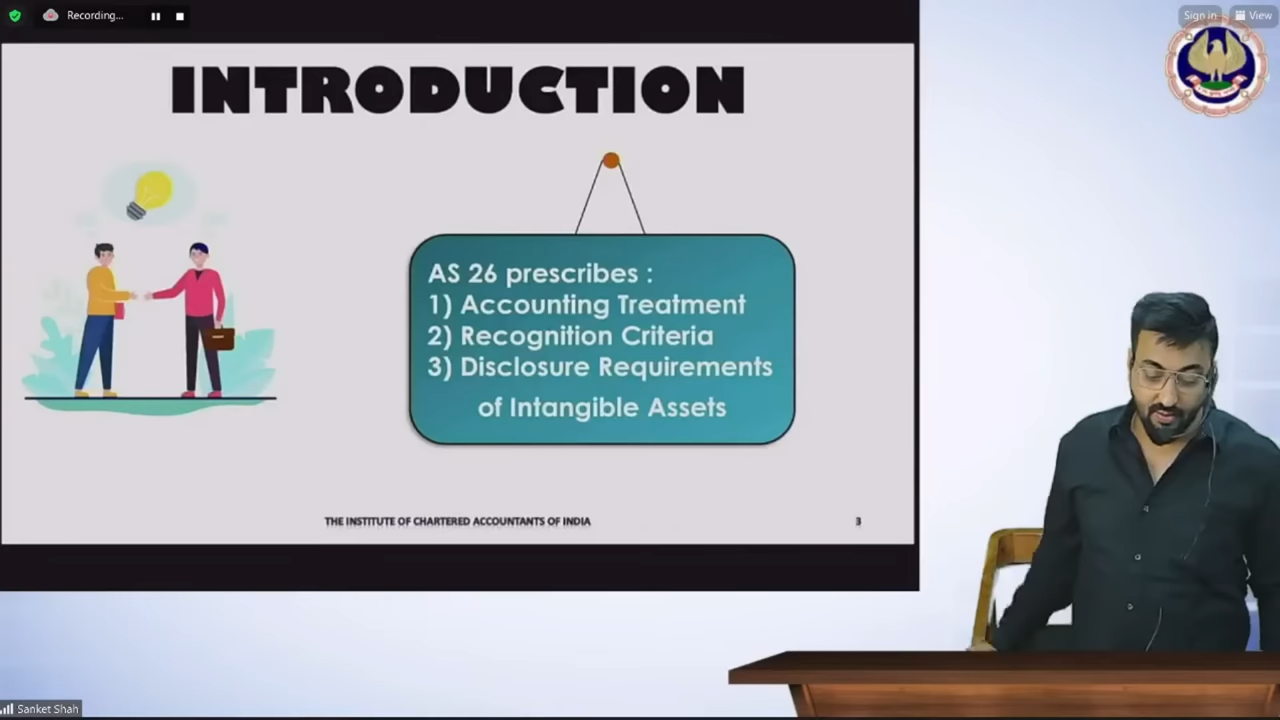 Recording...
Sign in
View
INTRODUCTION
AS 26 prescribes :
1) Accounting Treatment
2) Recognition Criteria
3) Disclosure Requirements
of Intangible Assets
THE INSTITUTE OF CHARTERED ACCOUNTANTS OF INDIA
3
Sanket Shah